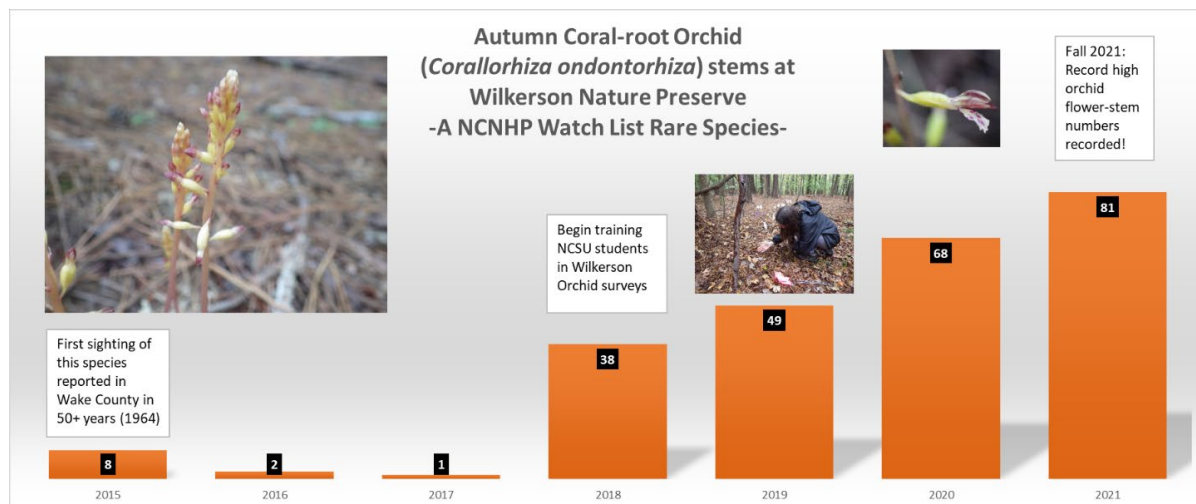 Autumn Coral-root Orchid
(Corallorhiza ondontorhiza) stems at
Wilkerson Nature Preserve
-A NCNHP Watch List Rare Species-
Fall 2021:
Record high
orchid
flower-stem
numbers
recorded!
Begin training
NCSU students
in Wilkerson
Orchid surveys
First sighting of
this species
reported in
Wake County in
50+ years (1964)
8
2
1
38
49
68
81
2015
2016
2017
2018
2019
2020
2021